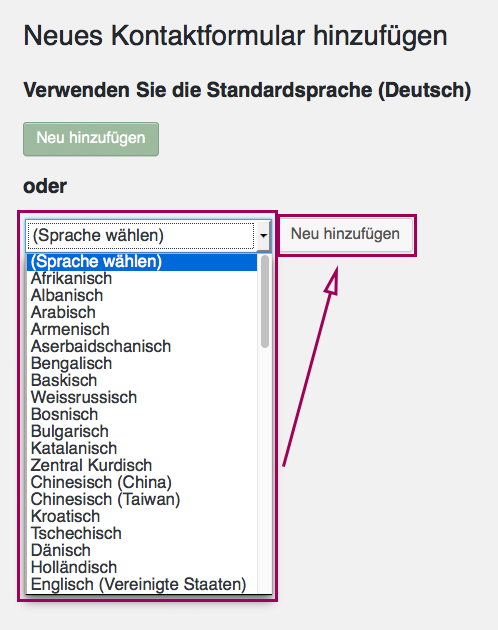 Neues Kontaktformular hinzufügen
Verwenden Sie die Standardsprache (Deutsch)
Neu hinzufügen
oder
(Sprache wählen)
Neu hinzufügen
(Sprache wählen)
Afrikanisch
Albanisch
Arabisch
Armenisch
Aserbaidschanisch
Bengalisch
Baskisch
Weissrussisch
Bosnisch
Bulgarisch
Katalanisch
Zentral Kurdisch
Chinesisch (China)
Chinesisch (Taiwan)
Kroatisch
Tschechisch
Dänisch
Holländisch
Englisch (Vereinigte Staaten)